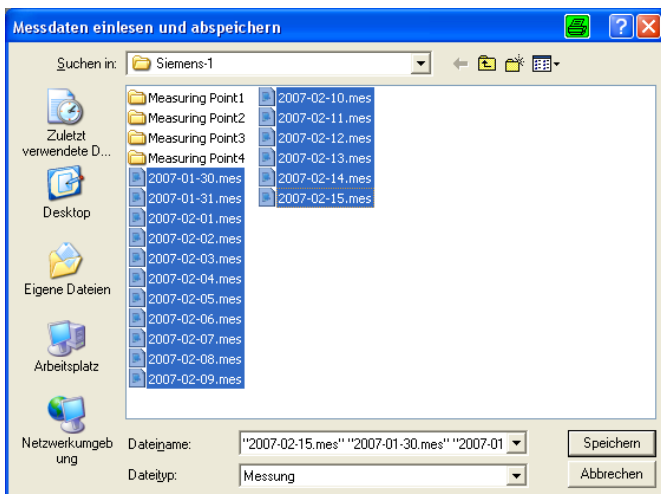 Messdaten einlesen und abspeichern
Suchen in:
Siemens-1
Zuletzt
verwendete D...
Desktop
Eigene Dateien
Arbeitsplatz
Netzwerkumgeb
ung
Measuring Point1
Measuring Point2
Measuring Point3
Measuring Point4
2007-01-30.mes
2007-01-31.mes
2007-02-01.mes
2007-02-02.mes
2007-02-03.mes
2007-02-04.mes
2007-02-05.mes
2007-02-06.mes
2007-02-07.mes
2007-02-08.mes
2007-02-09.mes
2007-02-10.mes
2007-02-11.mes
2007-02-12.mes
2007-02-13.mes
2007-02-14.mes
2007-02-15.mes
Dateiname:
"2007-02-15.mes" "2007-01-30.mes" "2007-01
Speichern
Dateityp:
Messung
Abbrechen